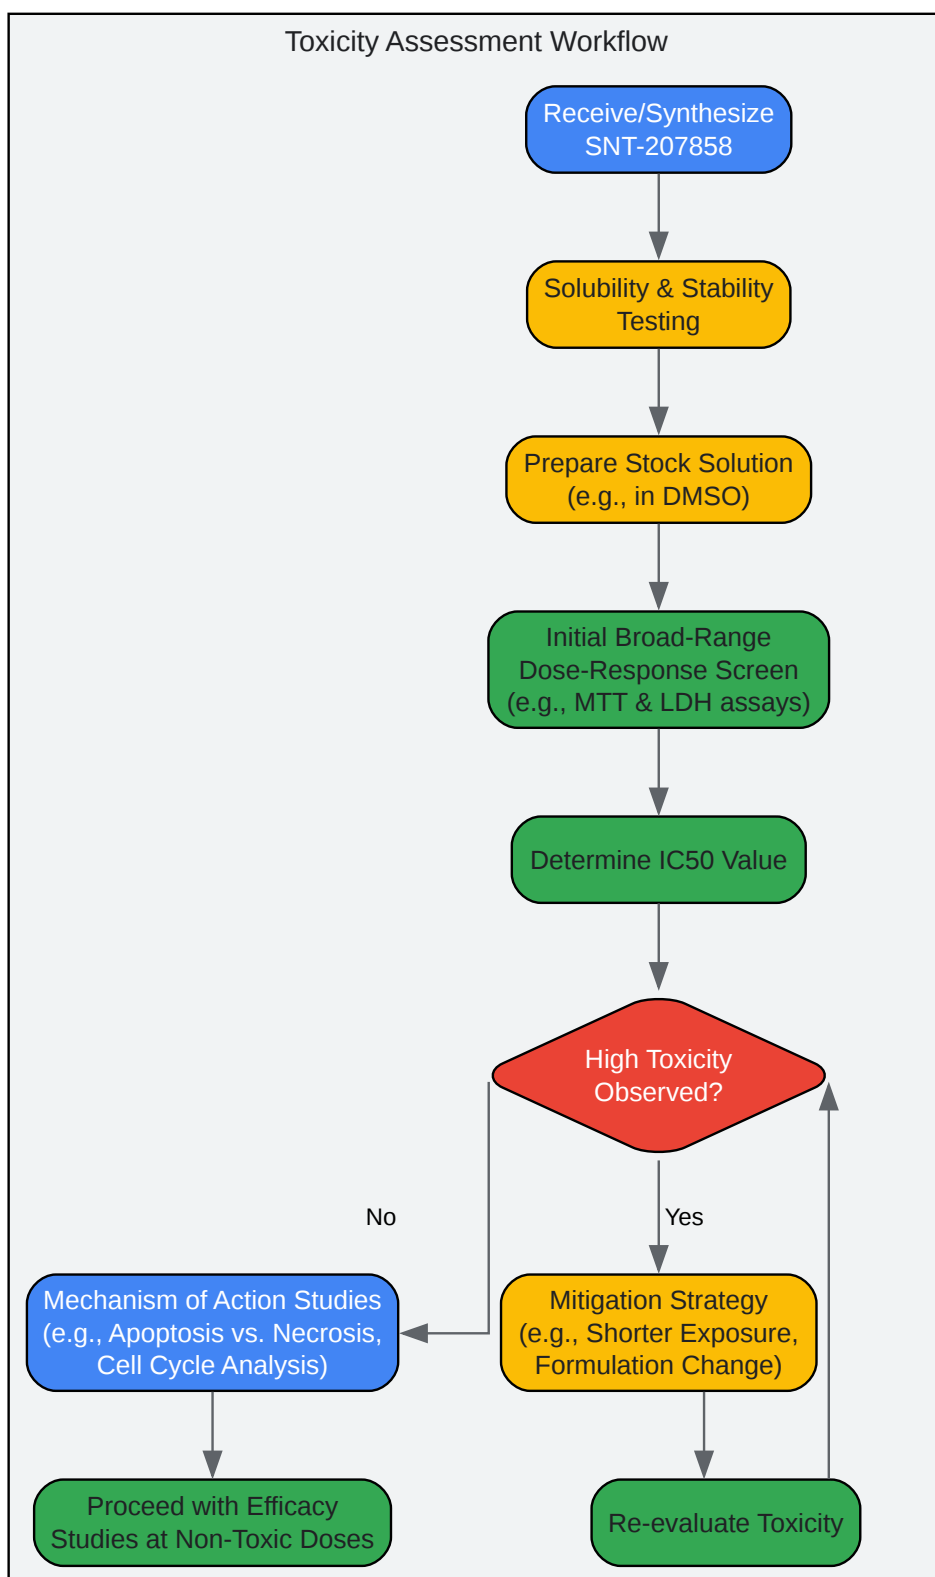 Toxicity Assessment Workflow
Receive/Synthesize
SNT-207858
Solubility & Stability
Testing
Prepare Stock Solution
(e.g., in DMSO)
Initial Broad-Range
Dose-Response Screen
(e.g., MTT & LDH assays)
Determine IC50 Value
High Toxicity
Observed?
No
Yes
Mechanism of Action Studies
(e.g., Apoptosis vs. Necrosis,
Cell Cycle Analysis)
Mitigation Strategy
(e.g., Shorter Exposure,
Formulation Change)
Proceed with Efficacy
Studies at Non-Toxic Doses
Re-evaluate Toxicity